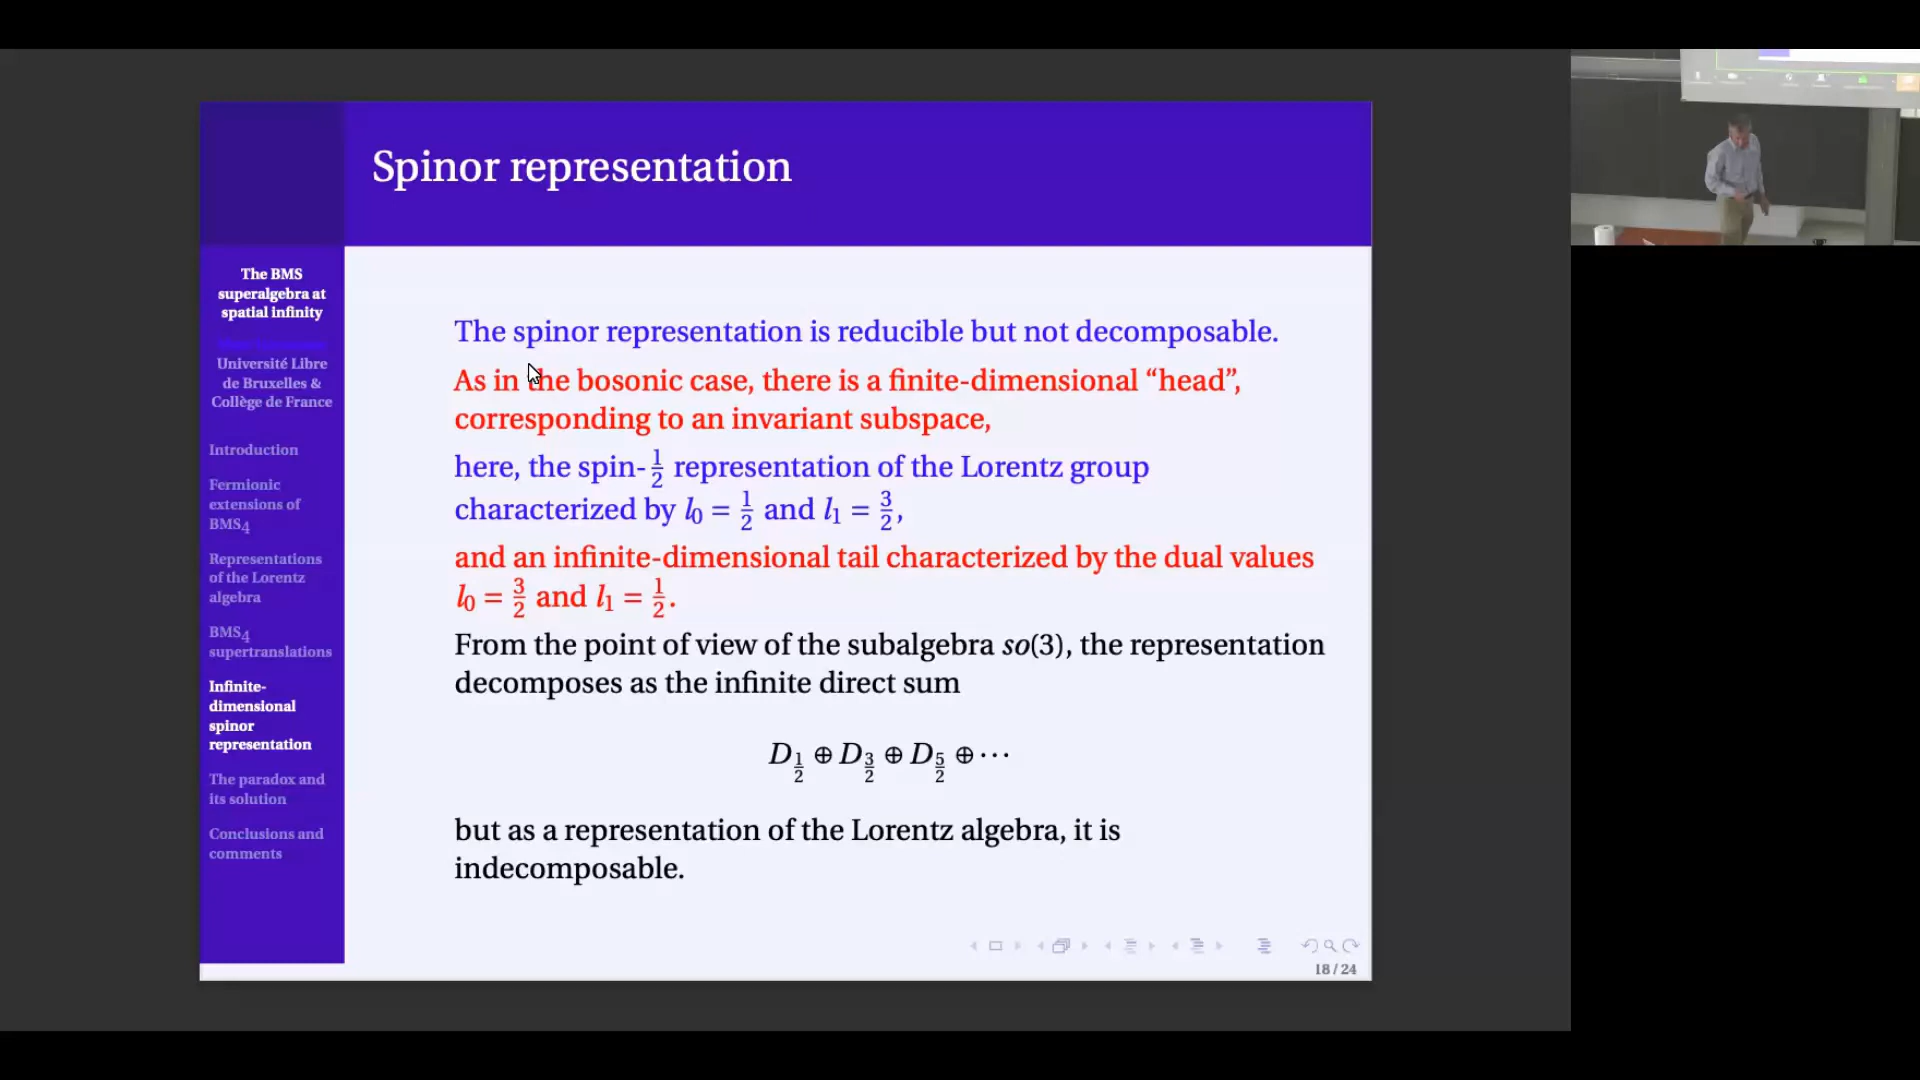 Spinor representation
The BMS
superalgebra at
spatial infinity
Université Libre
de Bruxelles &
Collège de France
Introduction
Fermionic
extensions of
BMS4
Representations
of the Lorentz
algebra
BMS4
supertranslations
Infinite-
dimensional
spinor
representation
The paradox and
its solution
Conclusions and
comments
The spinor representation is reducible but not decomposable.
As in the bosonic case, there is a finite-dimensional “head”,
corresponding to an invariant subspace,
here, the spin-1/2 representation of the Lorentz group
characterized by l0 = 1/2 and l1 = 3/2,
and an infinite-dimensional tail characterized by the dual values
l0 = 3/2 and l1 = 1/2.
From the point of view of the subalgebra so(3), the representation
decomposes as the infinite direct sum
D1/2 ⊕ D3/2 ⊕ D5/2 ⊕ ···
but as a representation of the Lorentz algebra, it is
indecomposable.
18 / 24